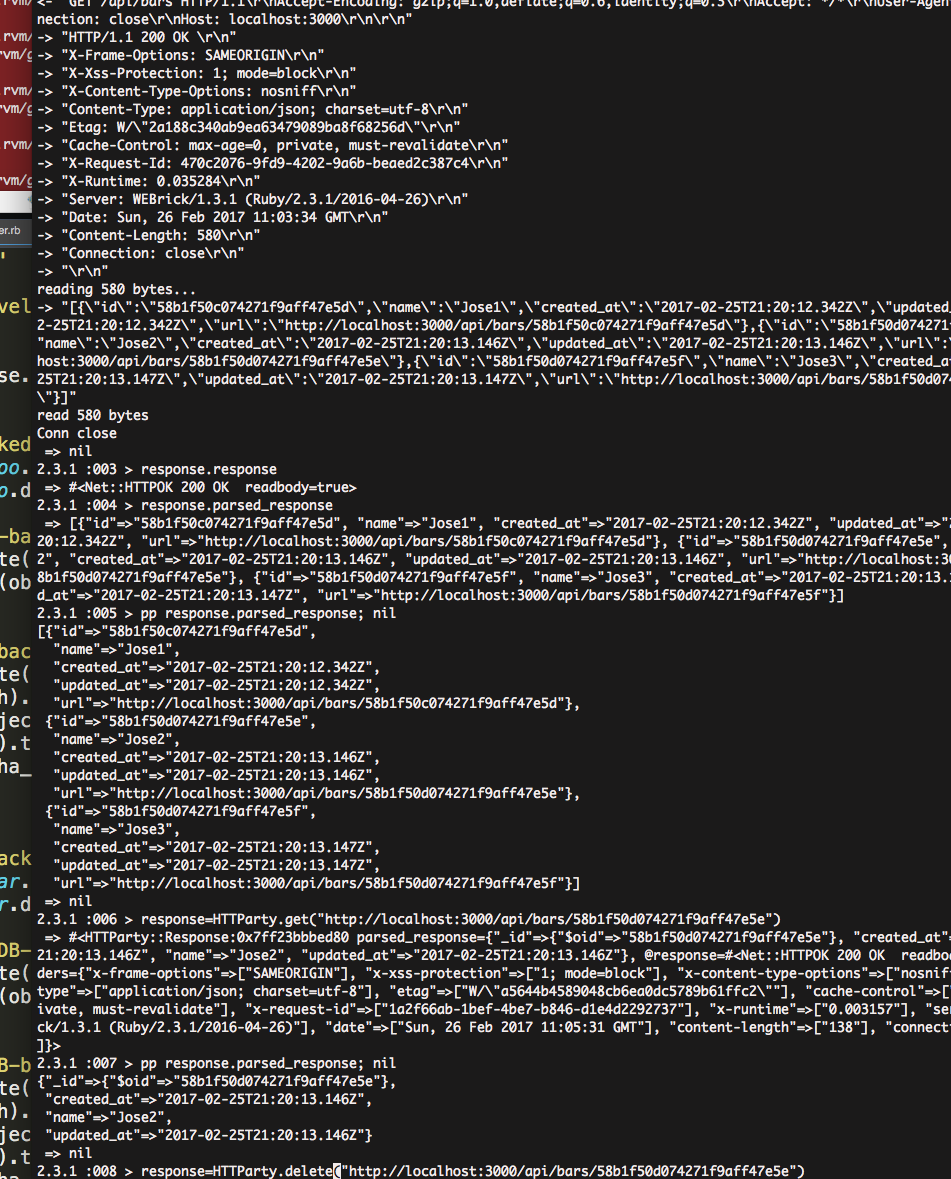 <- "GET /api/bars HTTP/1.1\r\nAccept-Encoding: gzip;q=1.0,deflate;q=0.6,identity;q=0.3\r\nAccept: */*\r\nUser-Agen
nection: close\r\nHost: localhost:3000\r\n\r\n"
-> "HTTP/1.1 200 OK \r\n"
-> "X-Frame-Options: SAMEORIGIN\r\n"
-> "X-Xss-Protection: 1; mode=block\r\n"
-> "X-Content-Type-Options: nosniff\r\n"
-> "Content-Type: application/json; charset=utf-8\r\n"
-> "Etag: W/\"2a188c340ab9ea63479089ba8f68256d\"\r\n"
-> "Cache-Control: max-age=0, private, must-revalidate\r\n"
-> "X-Request-Id: 470c2076-9fd9-4202-9a6b-beaed2c387c4\r\n"
-> "X-Runtime: 0.035284\r\n"
-> "Server: WEBrick/1.3.1 (Ruby/2.3.1/2016-04-26)\r\n"
-> "Date: Sun, 26 Feb 2017 11:03:34 GMT\r\n"
-> "Content-Length: 580\r\n"
-> "Connection: close\r\n"
-> "\r\n"
reading 580 bytes...
-> "[{\"id\":\"58b1f50c074271f9aff47e5d\",\"name\":\"Jose1\",\"created_at\":\"2017-02-25T21:20:12.342Z\",\"updated_
2-25T21:20:12.342Z\",\"url\":\"http://localhost:3000/api/bars/58b1f50c074271f9aff47e5d\"},{\"id\":\"58b1f50d074271
"name\":\"Jose2\",\"created_at\":\"2017-02-25T21:20:13.146Z\",\"updated_at\":\"2017-02-25T21:20:13.146Z\",\"url\":\"
host:3000/api/bars/58b1f50d074271f9aff47e5e\"},{\"id\":\"58b1f50d074271f9aff47e5f\",\"name\":\"Jose3\",\"created_a
25T21:20:13.147Z\",\"updated_at\":\"2017-02-25T21:20:13.147Z\",\"url\":\"http://localhost:3000/api/bars/58b1f50d074
\"}]"
read 580 bytes
Conn close
=> nil
2.3.1 :003 > response.response
=> #<Net::HTTPOK 200 OK  readbody=true>
2.3.1 :004 > response.parsed_response
=> [{"id"=>"58b1f50c074271f9aff47e5d", "name"=>"Jose1", "created_at"=>"2017-02-25T21:20:12.342Z", "updated_at"=>"
20:12.342Z", "url"=>"http://localhost:3000/api/bars/58b1f50c074271f9aff47e5d"}, {"id"=>"58b1f50d074271f9aff47e5e",
2", "created_at"=>"2017-02-25T21:20:13.146Z", "updated_at"=>"2017-02-25T21:20:13.146Z", "url"=>"http://localhost:30
8b1f50d074271f9aff47e5e"}, {"id"=>"58b1f50d074271f9aff47e5f", "name"=>"Jose3", "created_at"=>"2017-02-25T21:20:13.1
d_at"=>"2017-02-25T21:20:13.147Z", "url"=>"http://localhost:3000/api/bars/58b1f50d074271f9aff47e5f"}]
2.3.1 :005 > pp response.parsed_response; nil
[{"id"=>"58b1f50c074271f9aff47e5d",
"name"=>"Jose1",
"created_at"=>"2017-02-25T21:20:12.342Z",
"updated_at"=>"2017-02-25T21:20:12.342Z",
"url"=>"http://localhost:3000/api/bars/58b1f50c074271f9aff47e5d"},
{"id"=>"58b1f50d074271f9aff47e5e",
"name"=>"Jose2",
"created_at"=>"2017-02-25T21:20:13.146Z",
"updated_at"=>"2017-02-25T21:20:13.146Z",
"url"=>"http://localhost:3000/api/bars/58b1f50d074271f9aff47e5e"},
{"id"=>"58b1f50d074271f9aff47e5f",
"name"=>"Jose3",
"created_at"=>"2017-02-25T21:20:13.147Z",
"updated_at"=>"2017-02-25T21:20:13.147Z",
"url"=>"http://localhost:3000/api/bars/58b1f50d074271f9aff47e5f"}]
=> nil
2.3.1 :006 > response=HTTParty.get("http://localhost:3000/api/bars/58b1f50d074271f9aff47e5e")
=> #<HTTParty::Response:0x7ff23bbbed80 parsed_response={"_id"=>{"$oid"=>"58b1f50d074271f9aff47e5e"}, "created_at"=
21:20:13.146Z", "name"=>"Jose2", "updated_at"=>"2017-02-25T21:20:13.146Z"}, @response=#<Net::HTTPOK 200 OK  readbod
ders={"x-frame-options"=>["SAMEORIGIN"], "x-xss-protection"=>["1; mode=block"], "x-content-type-options"=>["nosniff
type"=>["application/json; charset=utf-8"], "etag"=>["W/\"a5644b4589048cb6ea0dc5789b61ffc2\""], "cache-control"=>[
ivate, must-revalidate"], "x-request-id"=>["1a2f66ab-1bef-4be7-b846-d1e4d2292737"], "x-runtime"=>["0.003157"], "ser
ck/1.3.1 (Ruby/2.3.1/2016-04-26)"], "date"=>["Sun, 26 Feb 2017 11:05:31 GMT"], "content-length"=>["138"], "connecti
]}>
2.3.1 :007 > pp response.parsed_response; nil
{"_id"=>{"$oid"=>"58b1f50d074271f9aff47e5e"},
"created_at"=>"2017-02-25T21:20:13.146Z",
"name"=>"Jose2",
"updated_at"=>"2017-02-25T21:20:13.146Z"}
=> nil
2.3.1 :008 > response=HTTParty.delete("http://localhost:3000/api/bars/58b1f50d074271f9aff47e5e")